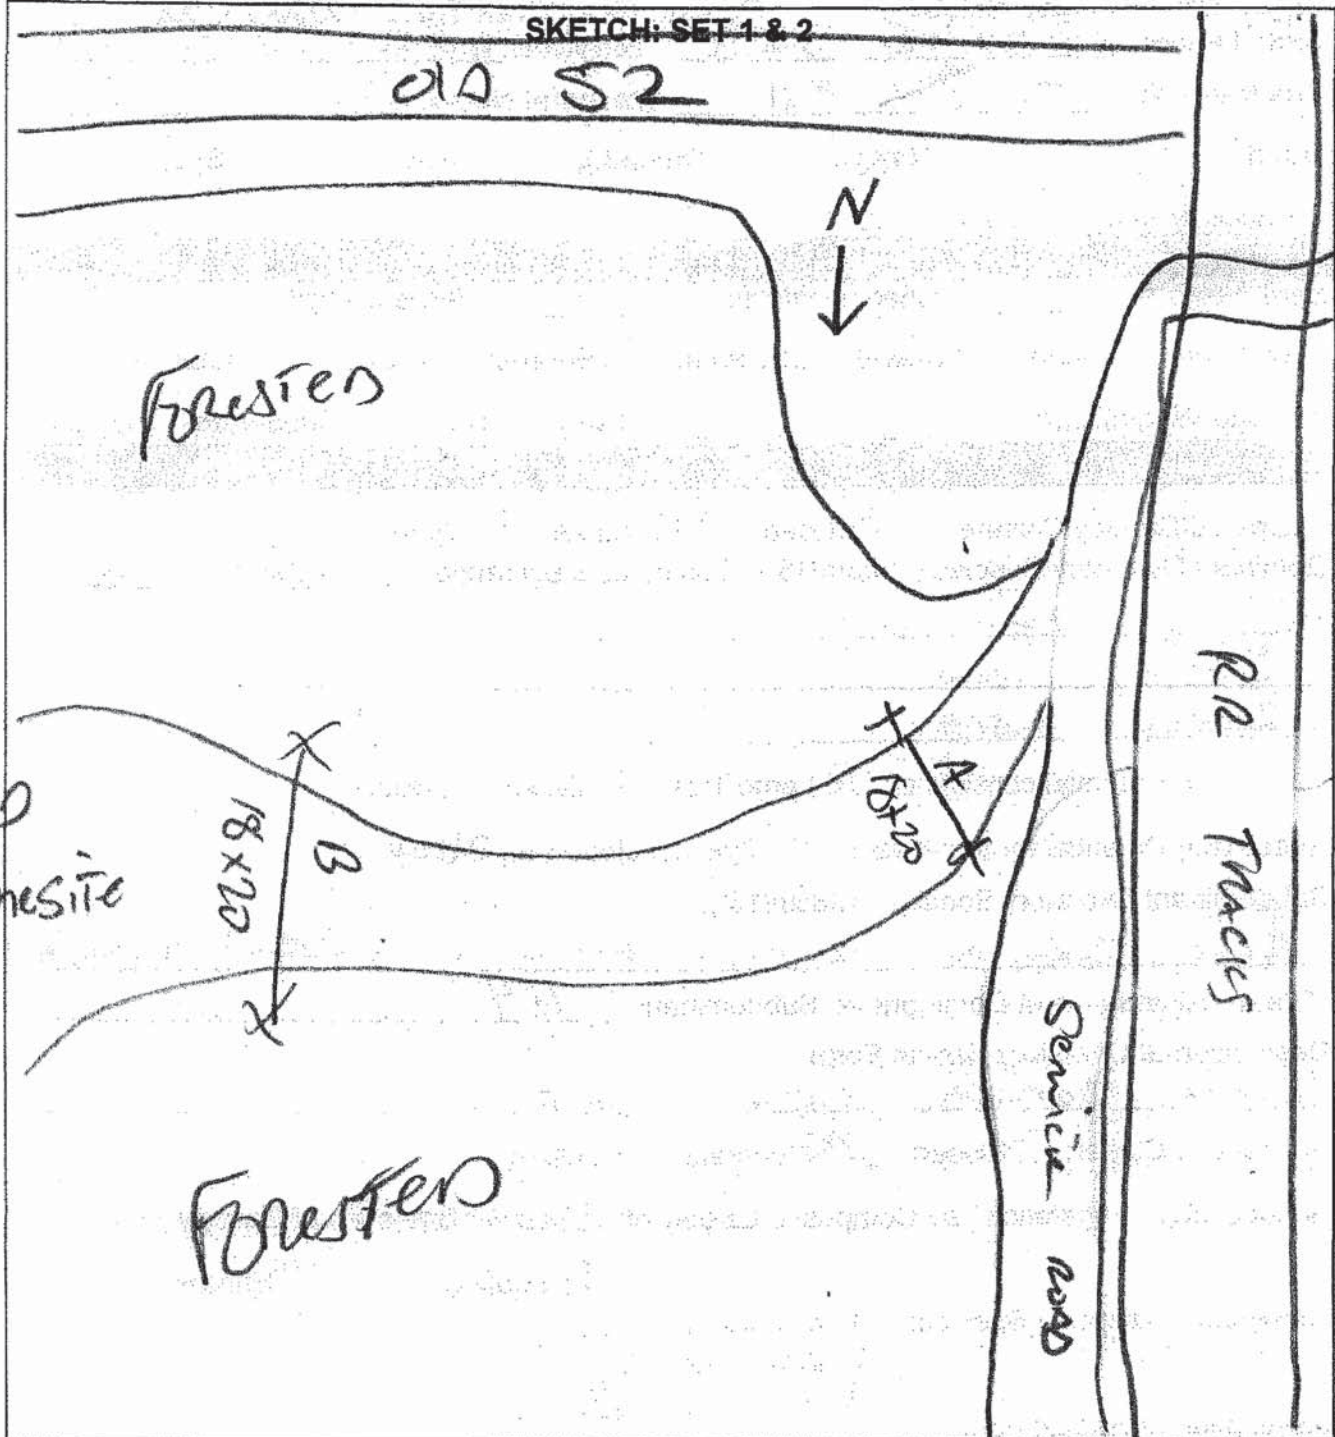 SKETCH: SET 1 & 2
old 52
N
Forested
RR Tracks
A
18x20
B
18x20
Service Road
Forested